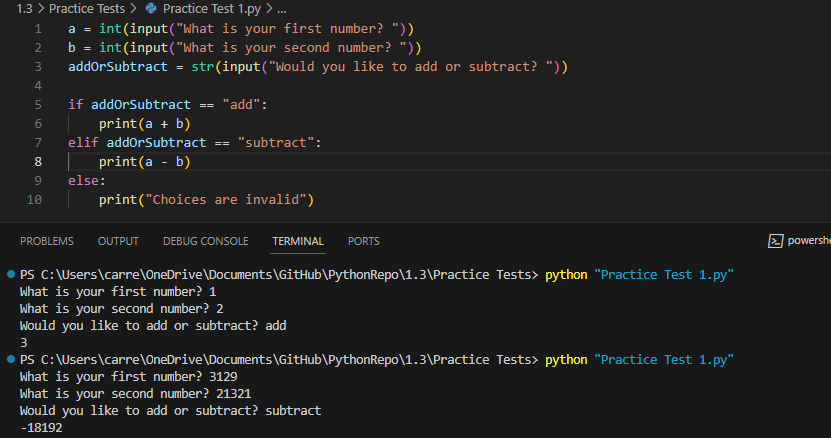 1.3 > Practice Tests > Practice Test 1.py > ...
1 a = int(input("What is your first number? "))
2 b = int(input("What is your second number? "))
3 addOrSubtract = str(input("Would you like to add or subtract? "))
4
5 if addOrSubtract == "add":
6     print(a + b)
7 elif addOrSubtract == "subtract":
8     print(a - b)
9 else:
10     print("Choices are invalid")
PROBLEMS OUTPUT DEBUG CONSOLE TERMINAL PORTS powershe
PS C:\Users\carre\OneDrive\Documents\GitHub\PythonRepo\1.3\Practice Tests> python "Practice Test 1.py"
What is your first number? 1
What is your second number? 2
Would you like to add or subtract? add
3
PS C:\Users\carre\OneDrive\Documents\GitHub\PythonRepo\1.3\Practice Tests> python "Practice Test 1.py"
What is your first number? 3129
What is your second number? 21321
Would you like to add or subtract? subtract
-18192